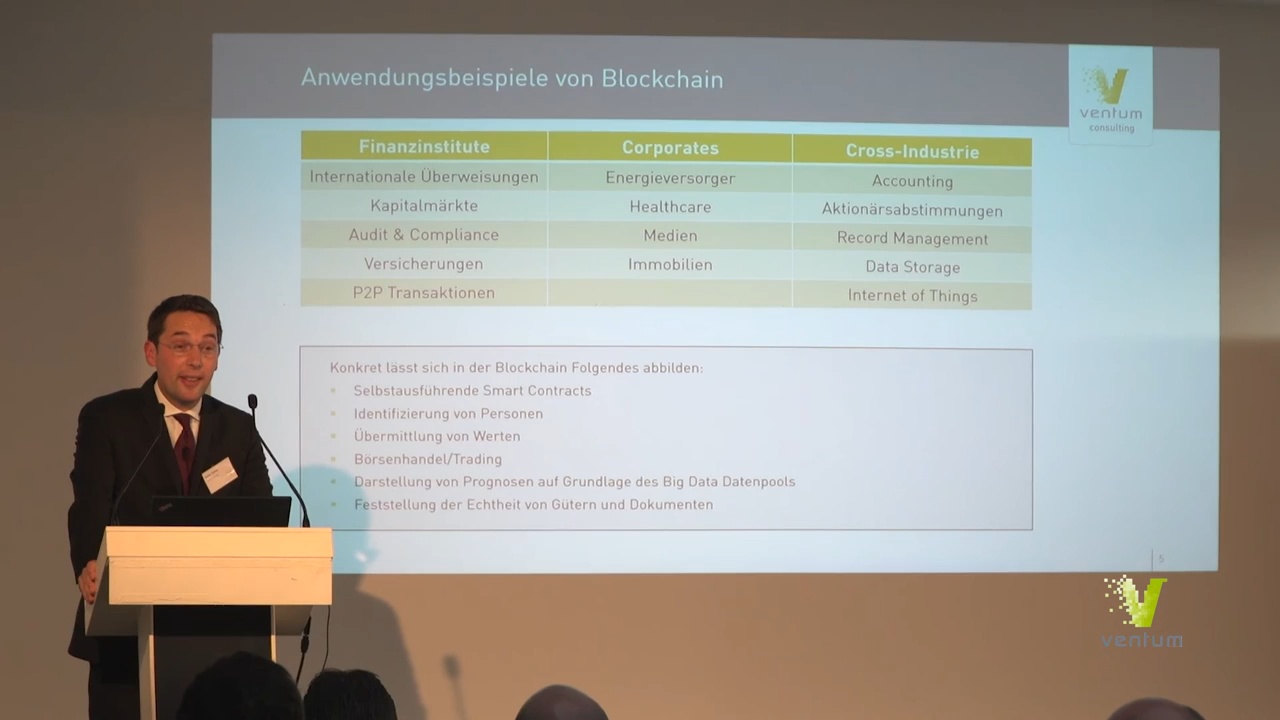 Anwendungsbeispiele von Blockchain
ventum
consulting
Finanzinstitute Corporates Cross-Industrie
Internationale Überweisungen Energieversorger Accounting
Kapitalmärkte Healthcare Aktionärsabstimmungen
Audit & Compliance Medien Record Management
Versicherungen Immobilien Data Storage
P2P Transaktionen Internet of Things
Konkret lässt sich in der Blockchain Folgendes abbilden:
Selbstausführende Smart Contracts
Identifizierung von Personen
Übermittlung von Werten
Börsenhandel/Trading
Darstellung von Prognosen auf Grundlage des Big Data Datenpools
Feststellung der Echtheit von Gütern und Dokumenten
5
ventum